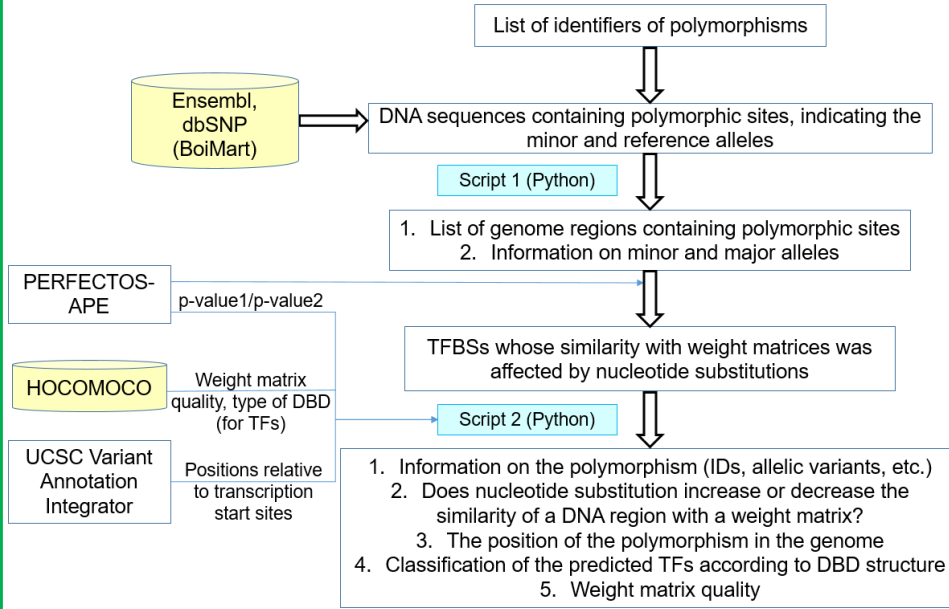 List of identifiers of polymorphisms
Ensembl,
dbSNP
(BoiMart)
DNA sequences containing polymorphic sites, indicating the
minor and reference alleles
Script 1 (Python)
1. List of genome regions containing polymorphic sites
2. Information on minor and major alleles
PERFECTOS-
APE
p-value1/p-value2
TFBSs whose similarity with weight matrices was
affected by nucleotide substitutions
HOCOMOCO
Weight matrix
quality, type of DBD
(for TFs)
Script 2 (Python)
UCSC Variant
Annotation
Integrator
Positions relative
to transcription
start sites
1. Information on the polymorphism (IDs, allelic variants, etc.)
2. Does nucleotide substitution increase or decrease the
similarity of a DNA region with a weight matrix?
3. The position of the polymorphism in the genome
4. Classification of the predicted TFs according to DBD structure
5. Weight matrix quality